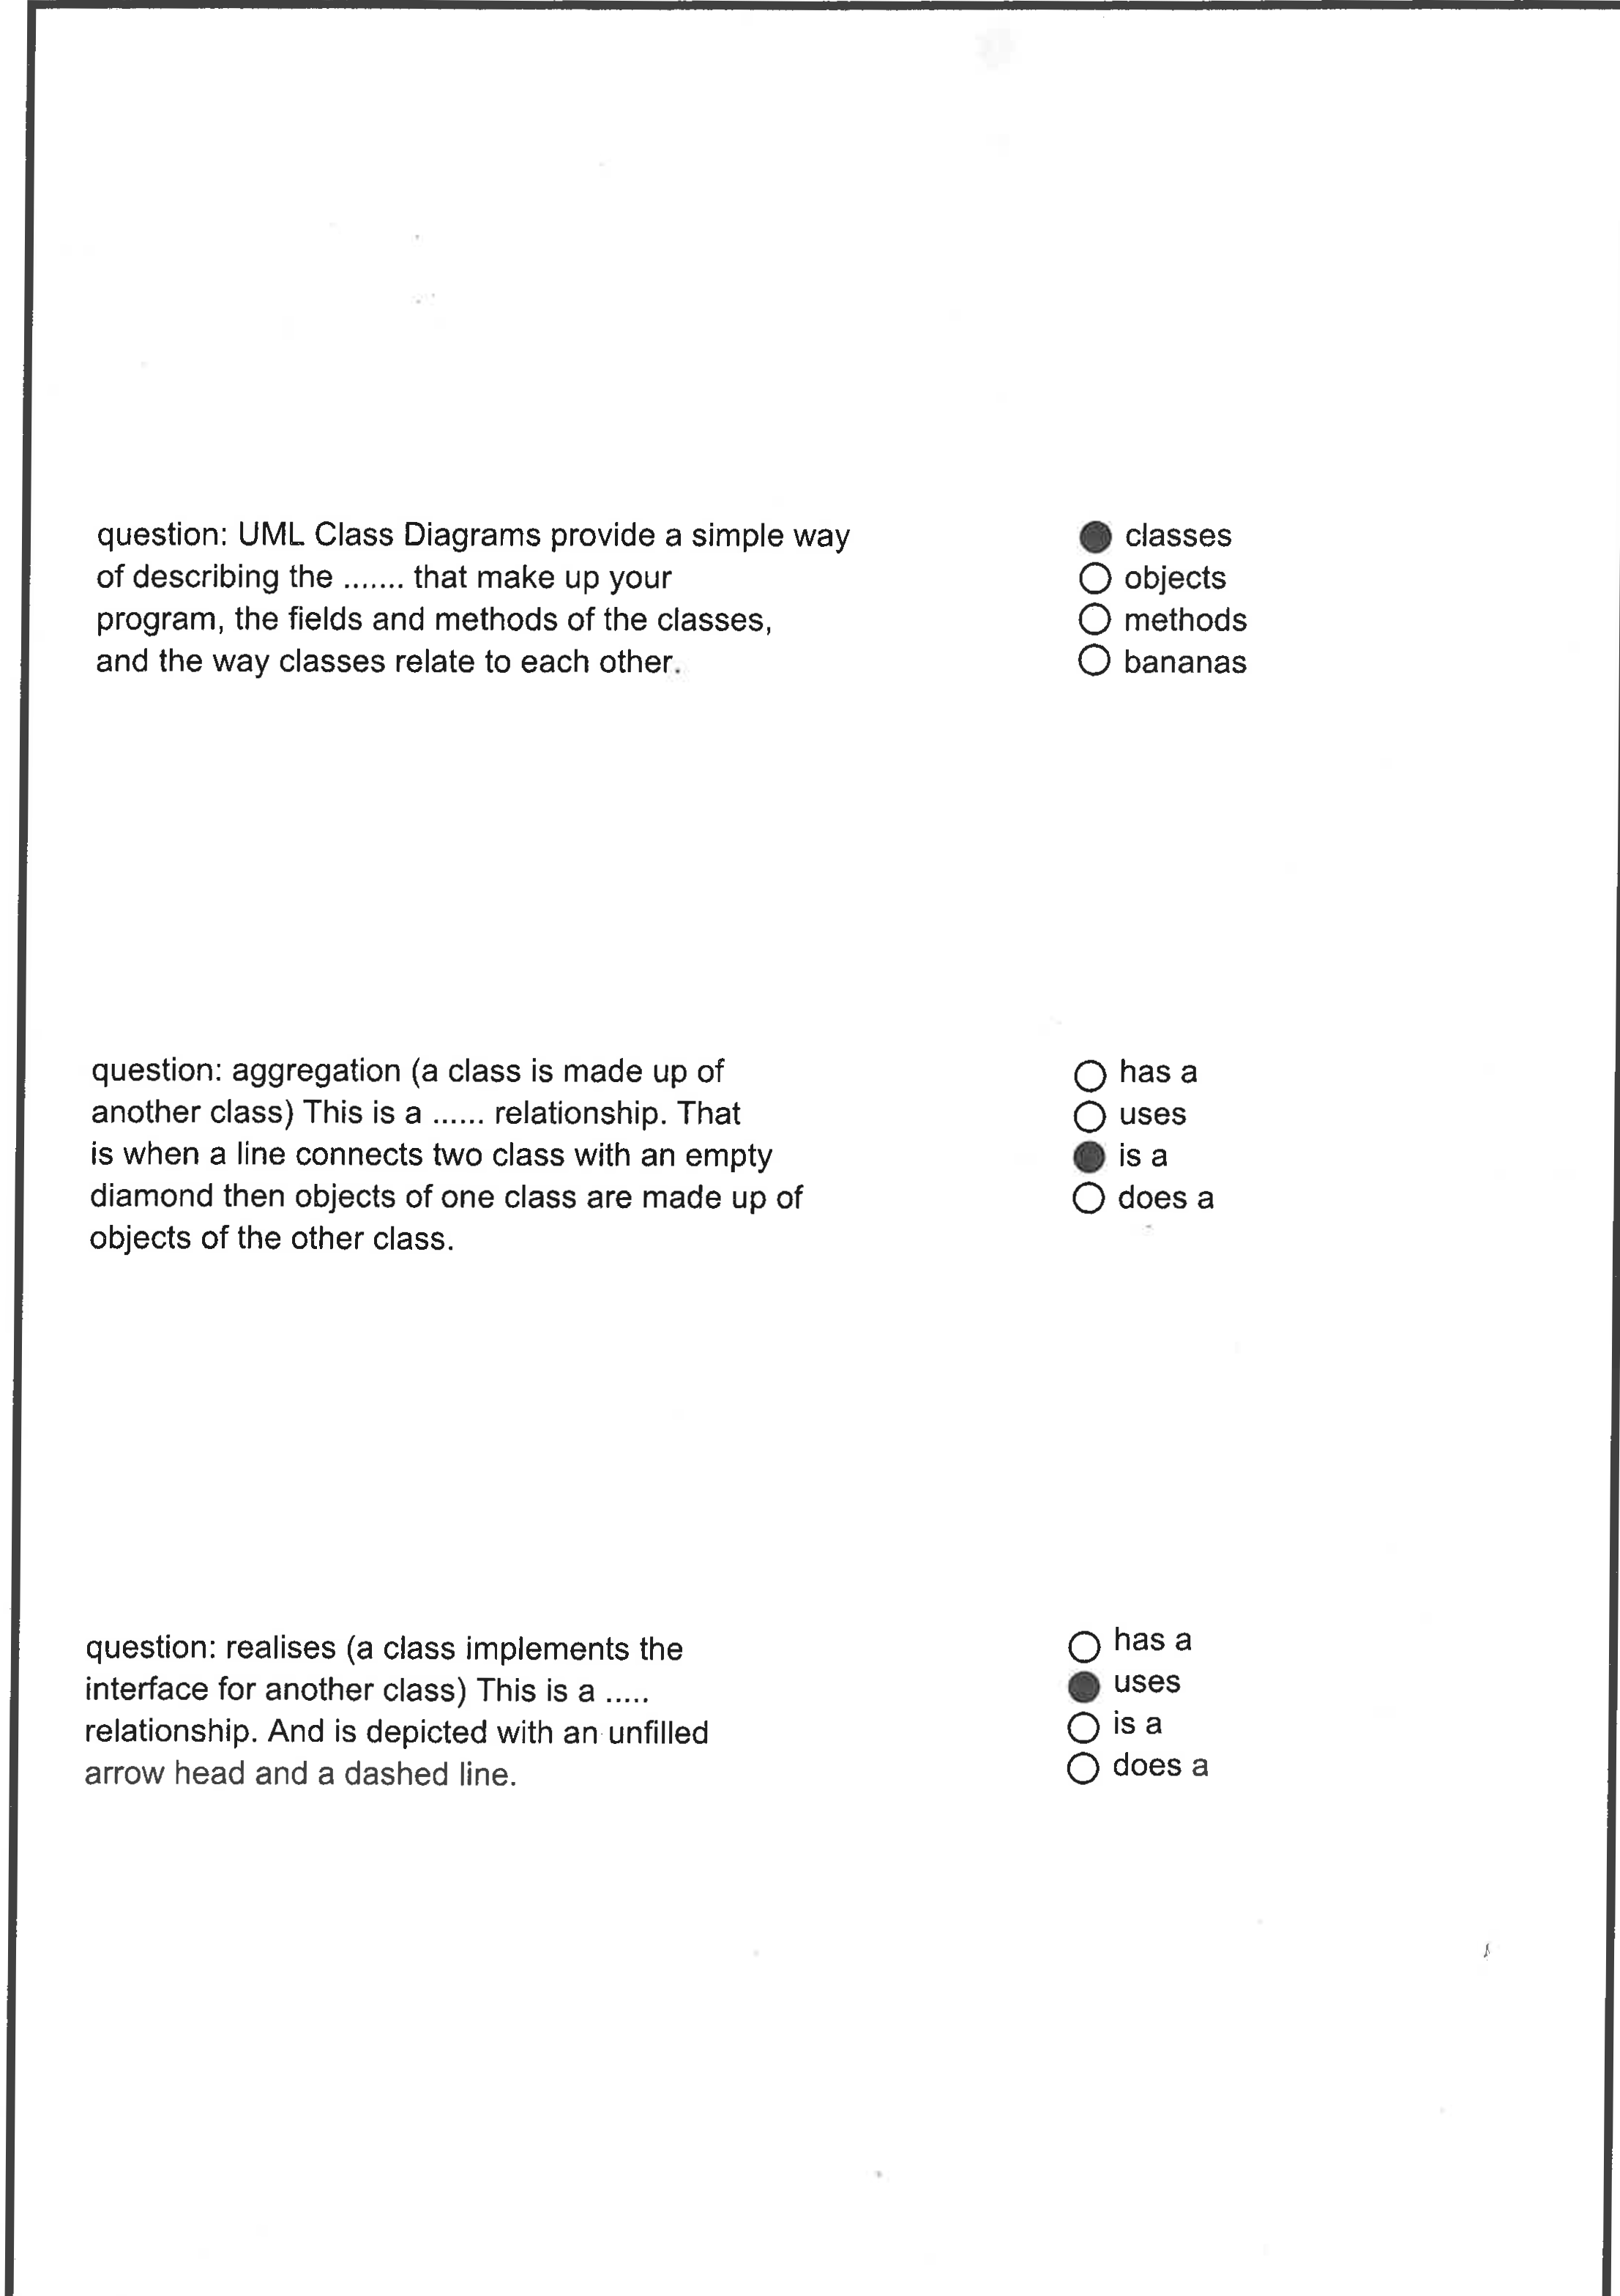 question: UML Class Diagrams provide a simple way
of describing the ....... that make up your
program, the fields and methods of the classes,
and the way classes relate to each other.
classes
objects
methods
bananas
question: aggregation (a class is made up of
another class) This is a ...... relationship. That
is when a line connects two class with an empty
diamond then objects of one class are made up of
objects of the other class.
has a
uses
is a
does a
question: realises (a class implements the
interface for another class) This is a .....
relationship. And is depicted with an unfilled
arrow head and a dashed line.
has a
uses
is a
does a